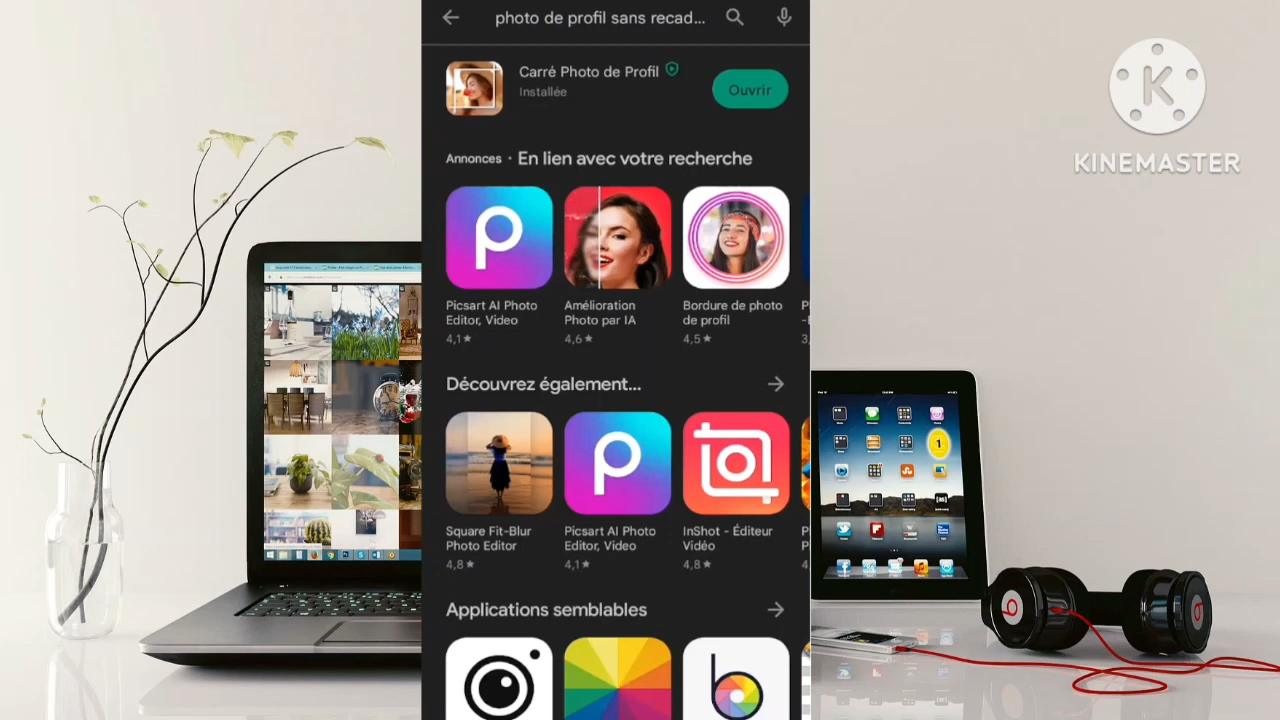 photo de profil sans recad...
Carré Photo de Profil
Installée
Ouvrir
KINEMASTER
Annonces • En lien avec votre recherche
Picsart AI Photo
Editor, Video
4,1★
Amélioration
Photo par IA
4,6★
Bordure de photo
de profil
4,5★
Découvrez également...
Square Fit-Blur
Photo Editor
4,8★
Picsart AI Photo
Editor, Video
4,1★
InShot - Éditeur
Vidéo
4,8★
Applications semblables
1